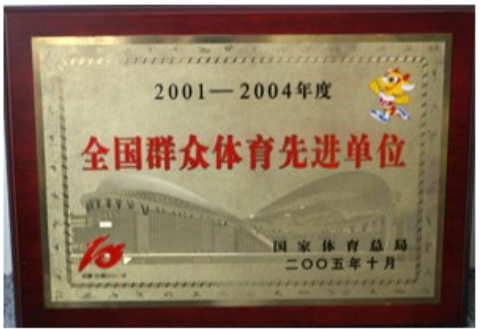 2001—2004年度
全国群众体育先进单位
国家体育总局
二〇〇五年十月